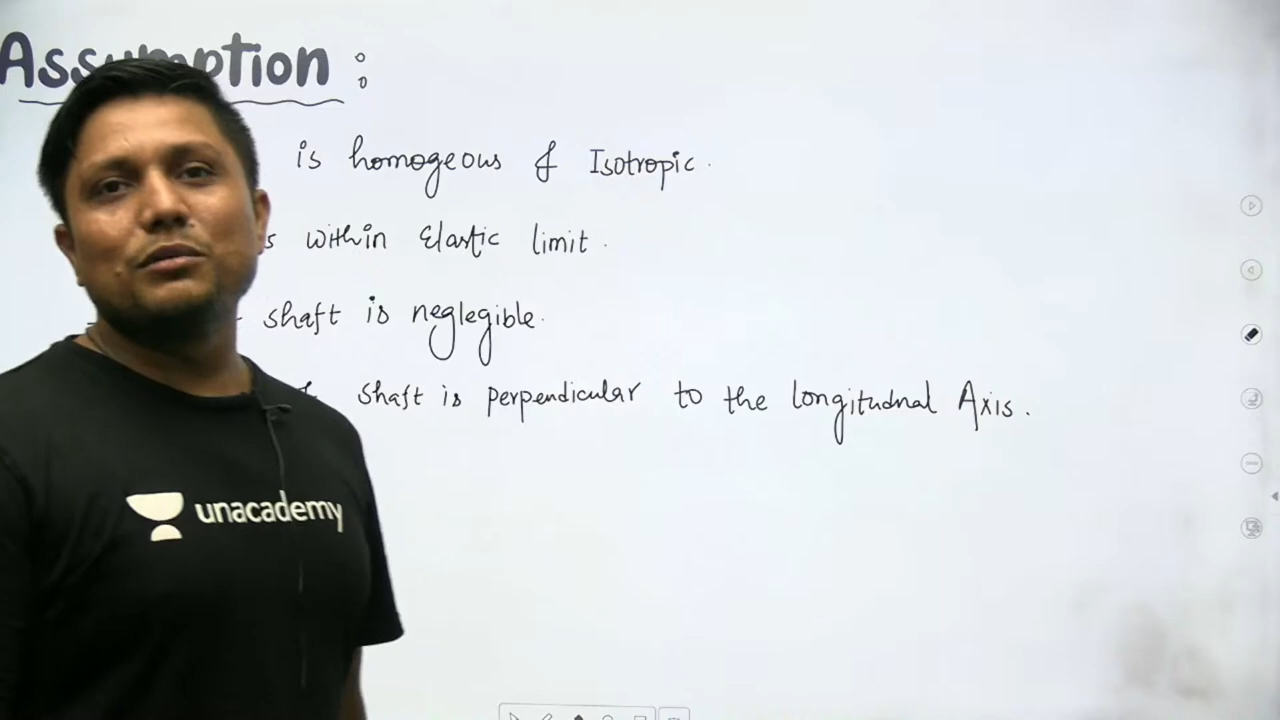 Assumption :
is homogeous & Isotropic .
s within Elastic limit .
shaft is neglegible.
shaft is perpendicular to the longitudnal Axis .
unacademy